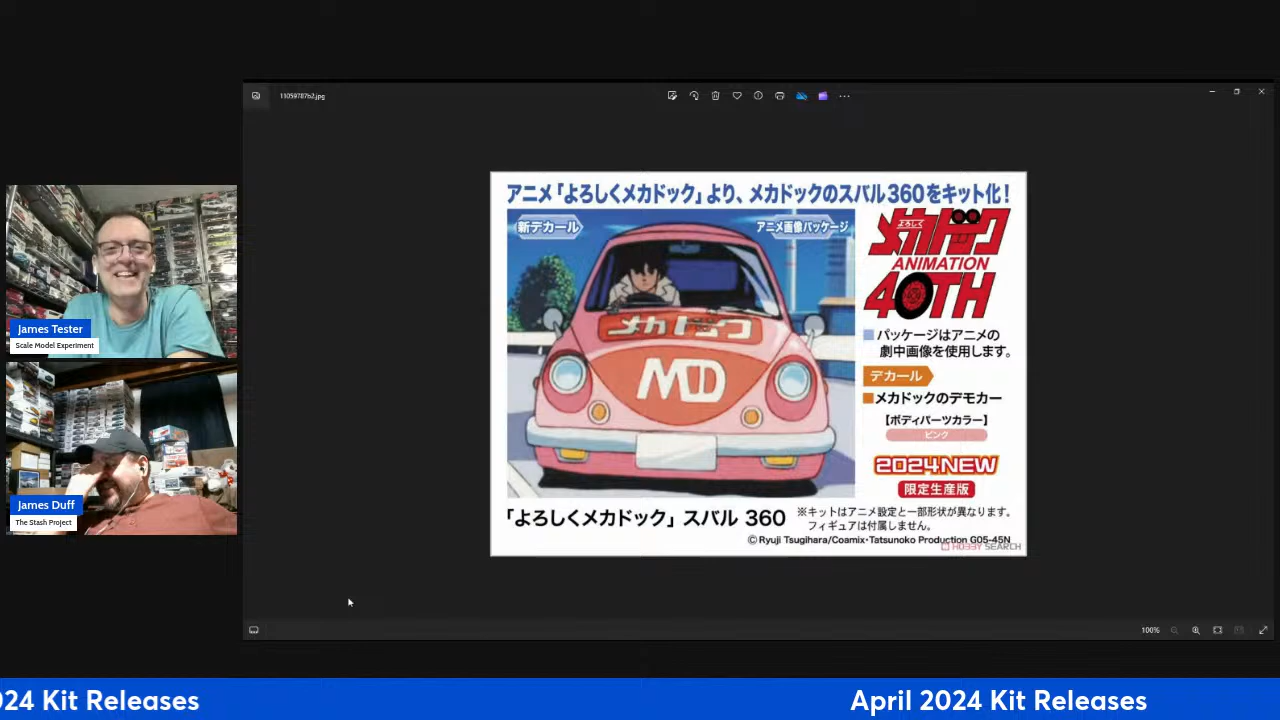 11059787b2.jpg
アニメ「よろしくメカドック」より、メカドックのスバル360をキット化！
新デカール
アニメ画像パッケージ
メカドック
MD
よろしく
メカドック
ANIMATION
40TH
■パッケージはアニメの
劇中画像を使用します。
デカール
■メカドックのデモカー
【ボディパーツカラー】
ピンク
2024NEW
限定生産版
「よろしくメカドック」 スバル 360
※キットはアニメ設定と一部形状が異なります。
フィギュアは付属しません。
©Ryuji Tsugihara/Coamix・Tatsunoko Production G05-45N
HOBBY SEARCH
James Tester
Scale Model Experiment
James Duff
The Stash Project
100%
024 Kit Releases
April 2024 Kit Releases